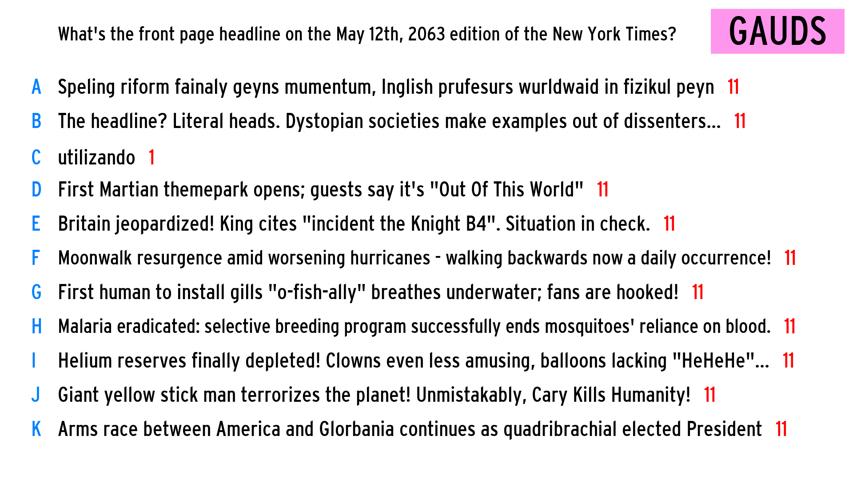 What's the front page headline on the May 12th, 2063 edition of the New York Times?
GAUDS
A Speling riform fainaly geyns mumentum, Inglish prufesurs wurldwaid in fizikul peyn 11
B The headline? Literal heads. Dystopian societies make examples out of dissenters... 11
C utilizando 1
D First Martian themepark opens; guests say it's "Out Of This World" 11
E Britain jeopardized! King cites "incident the Knight B4". Situation in check. 11
F Moonwalk resurgence amid worsening hurricanes - walking backwards now a daily occurrence! 11
G First human to install gills "o-fish-ally" breathes underwater; fans are hooked! 11
H Malaria eradicated: selective breeding program successfully ends mosquitoes' reliance on blood. 11
I Helium reserves finally depleted! Clowns even less amusing, balloons lacking "HeHeHe"... 11
J Giant yellow stick man terrorizes the planet! Unmistakably, Cary Kills Humanity! 11
K Arms race between America and Glorbania continues as quadribrachial elected President 11